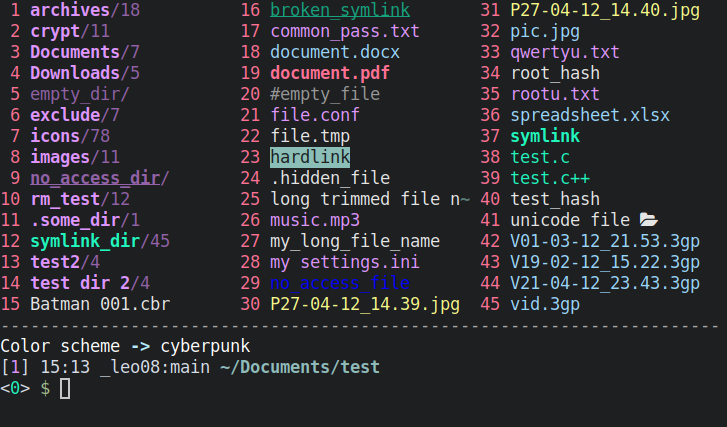 1 archives/18 16 broken_symlink 31 P27-04-12_14.40.jpg
2 crypt/11 17 common_pass.txt 32 pic.jpg
3 Documents/7 18 document.docx 33 qwertyu.txt
4 Downloads/5 19 document.pdf 34 root_hash
5 empty_dir/ 20 #empty_file 35 rootu.txt
6 exclude/7 21 file.conf 36 spreadsheet.xlsx
7 icons/78 22 file.tmp 37 symlink
8 images/11 23 hardlink 38 test.c
9 no_access_dir/ 24 .hidden_file 39 test.c++
10 rm_test/12 25 long trimmed file n~ 40 test_hash
11 .some_dir/1 26 music.mp3 41 unicode file
12 symlink_dir/45 27 my_long_file_name 42 V01-03-12_21.53.3gp
13 test2/4 28 my settings.ini 43 V19-02-12_15.22.3gp
14 test dir 2/4 29 no_access_file 44 V21-04-12_23.43.3gp
15 Batman 001.cbr 30 P27-04-12_14.39.jpg 45 vid.3gp
------------------------------------------------------------------------
Color scheme -> cyberpunk
[1] 15:13 _leo08:main ~/Documents/test
<0> $